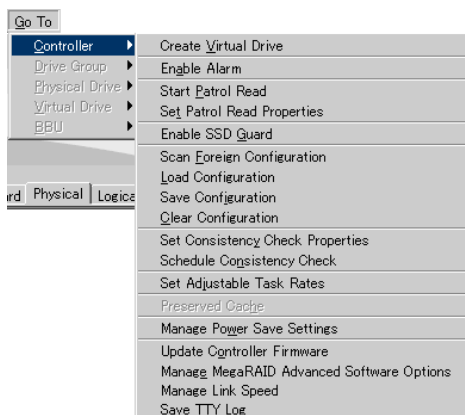 Go To
Controller
Drive Group
Physical Drive
Virtual Drive
BBU
rd Physical Logica
Create Virtual Drive
Enable Alarm
Start Patrol Read
Set Patrol Read Properties
Enable SSD Guard
Scan Foreign Configuration
Load Configuration
Save Configuration
Clear Configuration
Set Consistency Check Properties
Schedule Consistency Check
Set Adjustable Task Rates
Preserved Cache
Manage Power Save Settings
Update Controller Firmware
Manage MegaRAID Advanced Software Options
Manage Link Speed
Save TTY Log